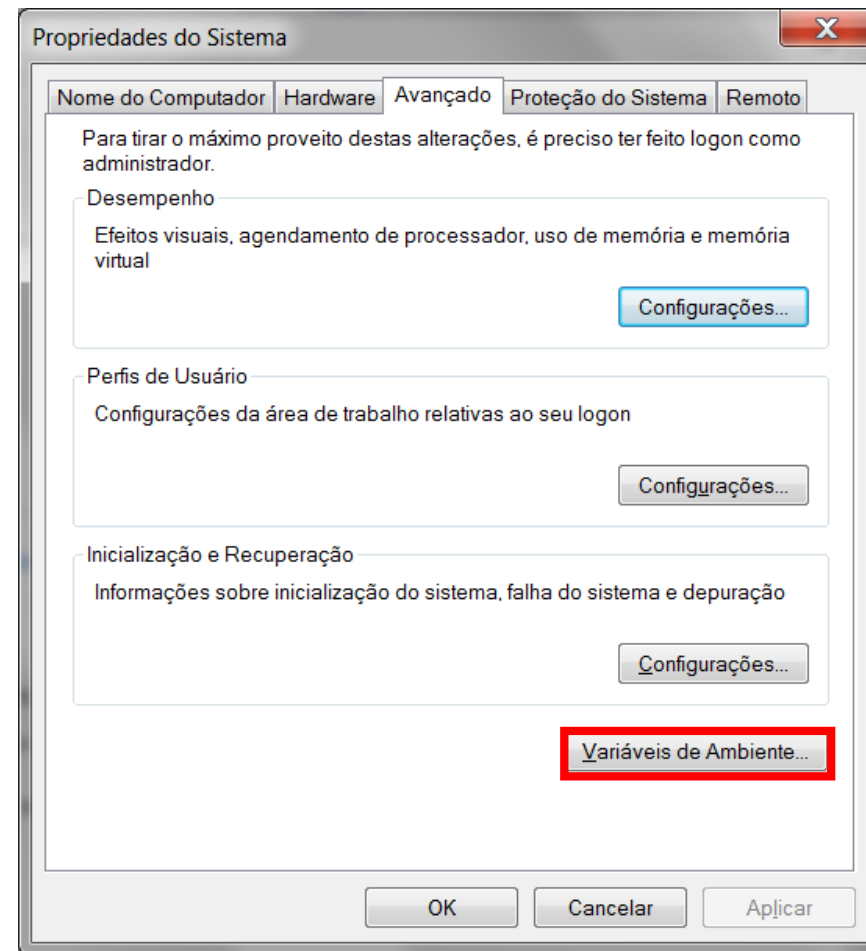 Propriedades do Sistema
X
Nome do Computador Hardware Avançado Proteção do Sistema Remoto
Para tirar o máximo proveito destas alterações, é preciso ter feito logon como
administrador.
Desempenho
Efeitos visuais, agendamento de processador, uso de memória e memória
virtual
Configurações...
Perfis de Usuário
Configurações da área de trabalho relativas ao seu logon
Configurações...
Inicialização e Recuperação
Informações sobre inicialização do sistema, falha do sistema e depuração
Configurações...
Variáveis de Ambiente...
OK Cancelar Aplicar